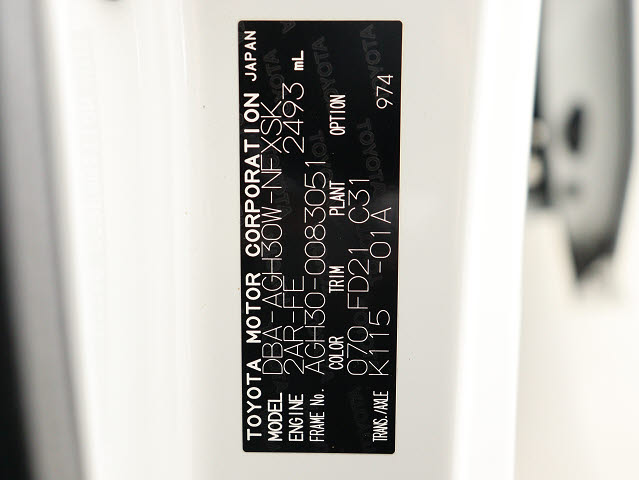 TOYOTA MOTOR CORPORATION JAPAN
MODEL DBA-AGH30W-NFXSK
ENGINE 2AR-FE 2493 mL
FRAME No. AGH30-0083051
COLOR TRIM PLANT OPTION
070 FD21 C31
TRANS./AXLE K115 -01A 974